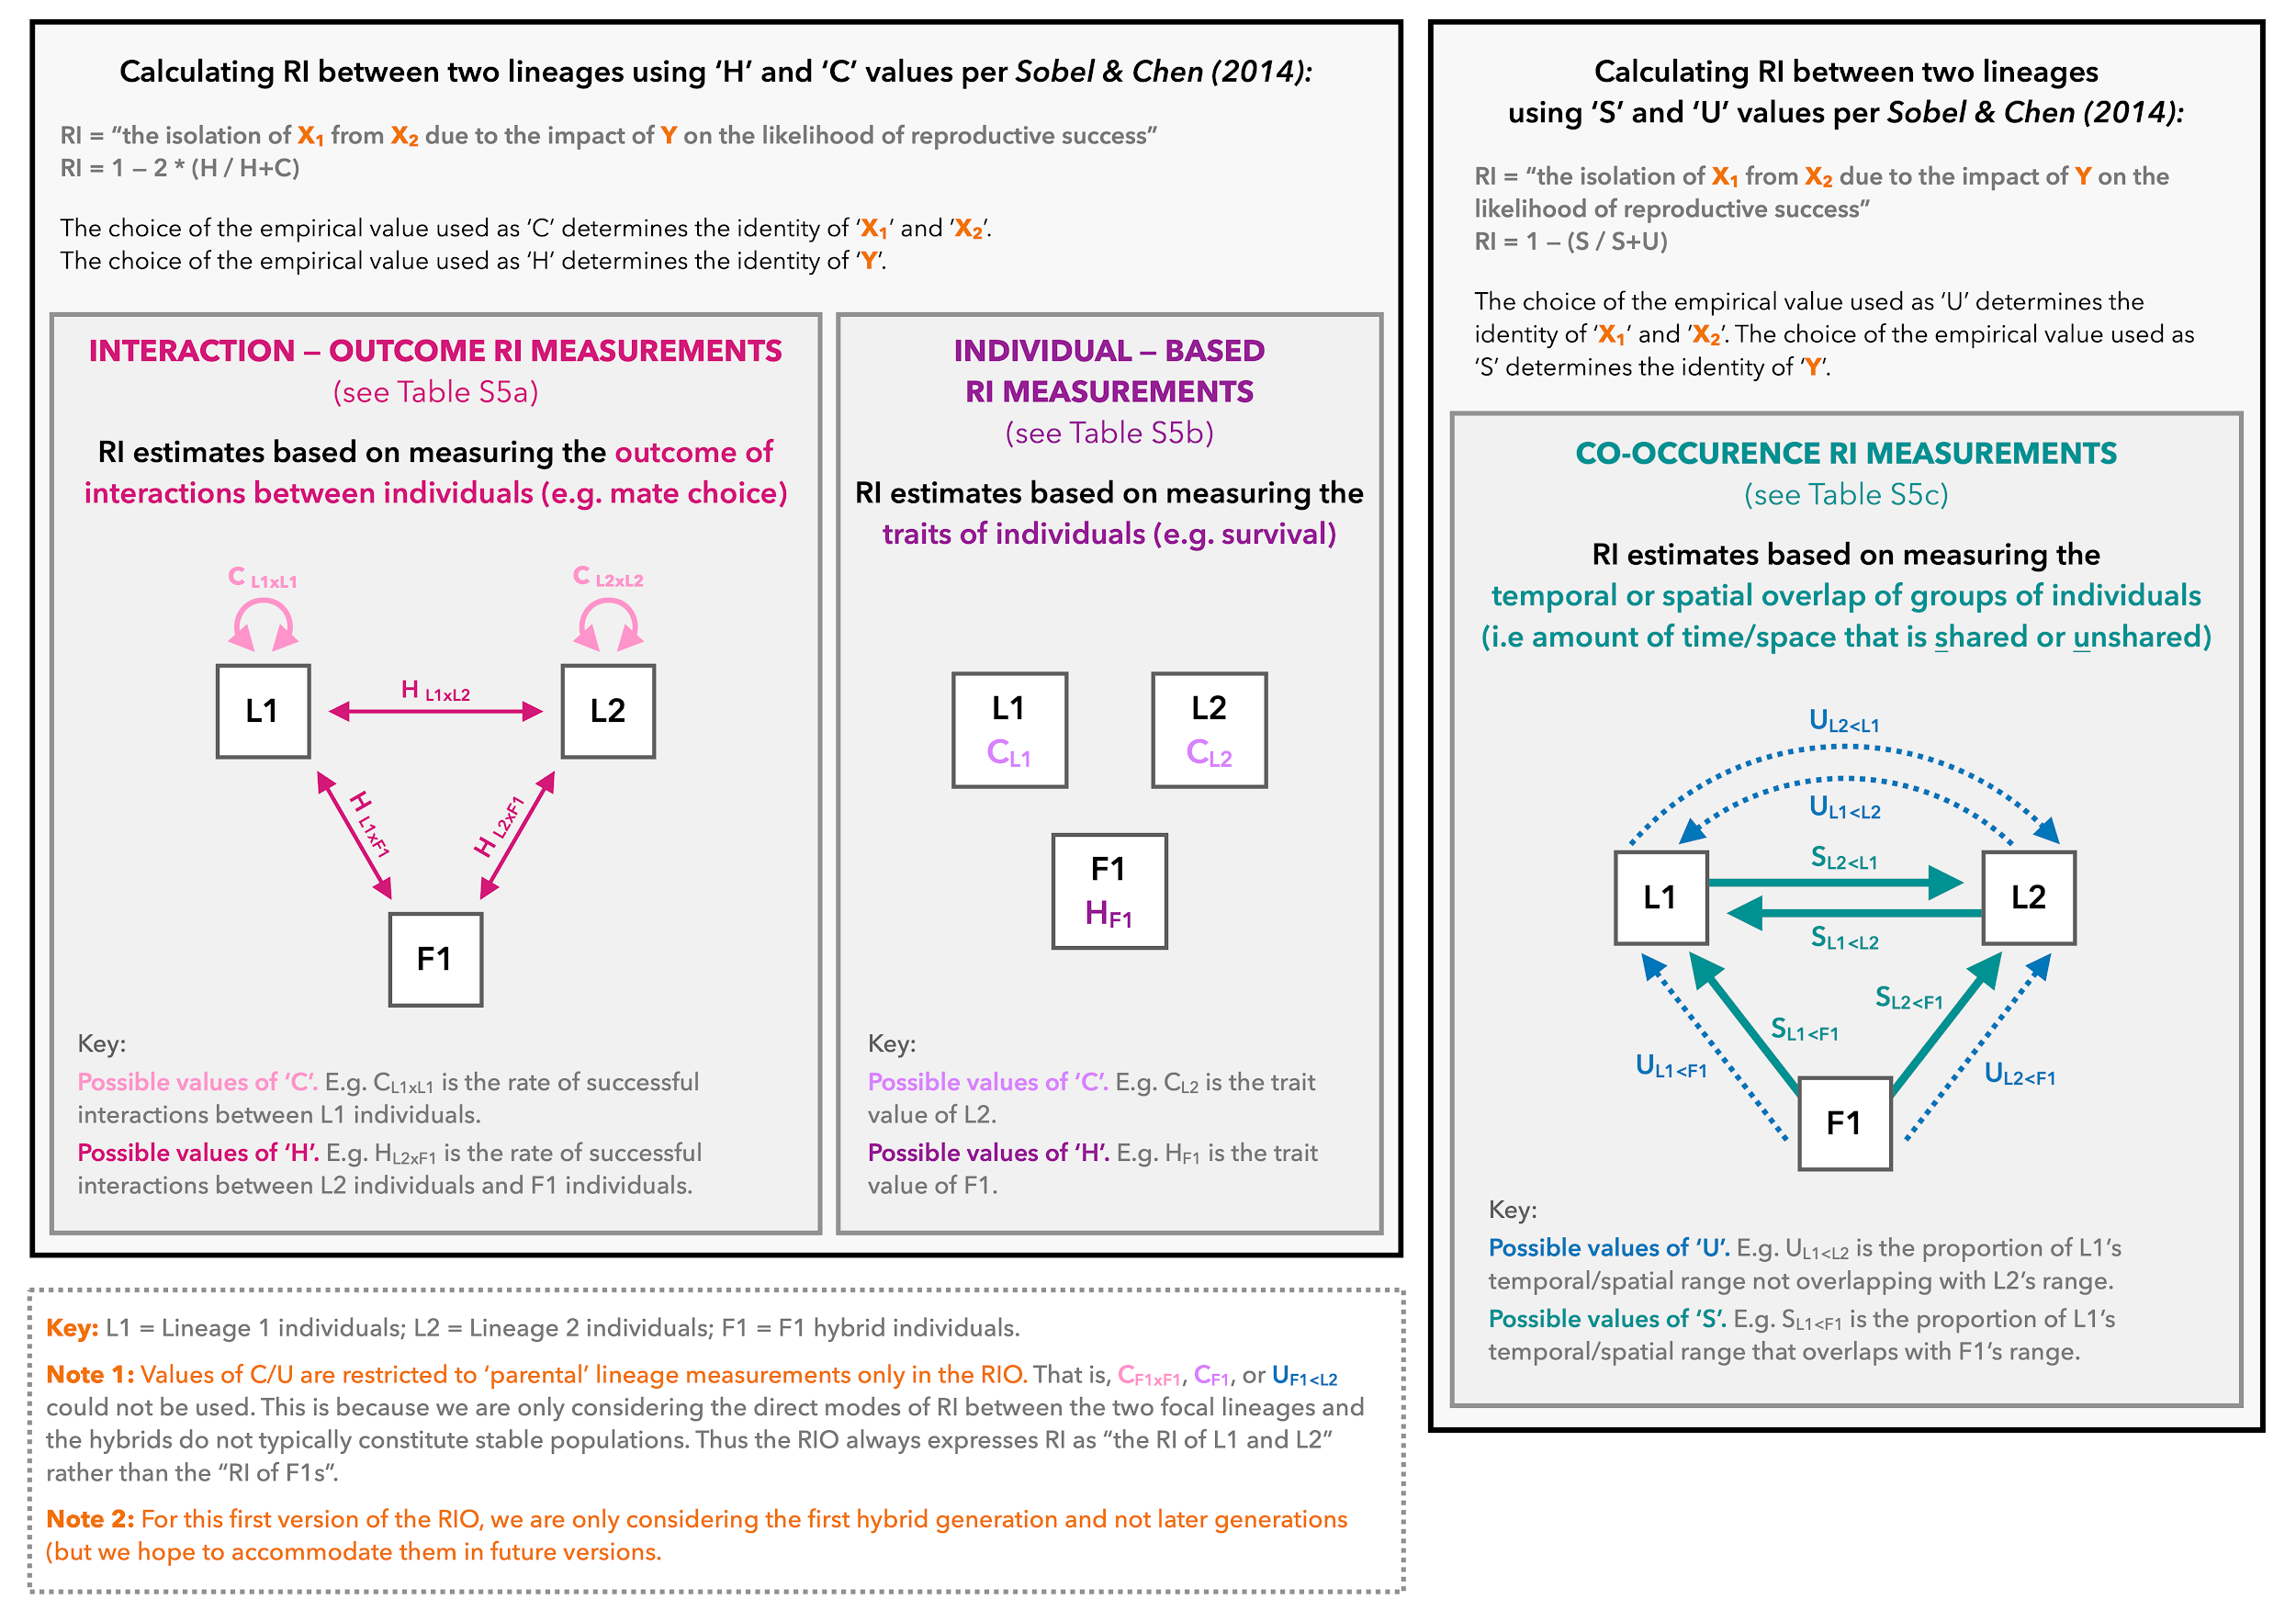 Calculating RI between two lineages using ‘H’ and ‘C’ values per Sobel & Chen (2014):
RI = “the isolation of X₁ from X₂ due to the impact of Y on the likelihood of reproductive success”
RI = 1 – 2 * (H / H+C)
The choice of the empirical value used as ‘C’ determines the identity of ‘X₁’ and ‘X₂’.
The choice of the empirical value used as ‘H’ determines the identity of ‘Y’.
INTERACTION – OUTCOME RI MEASUREMENTS
(see Table S5a)
RI estimates based on measuring the outcome of
interactions between individuals (e.g. mate choice)
C L1xL1
C L2xL2
L1
H L1xL2
L2
H L1xF1
H L2xF1
F1
Key:
Possible values of ‘C’. E.g. CL1xL1 is the rate of successful
interactions between L1 individuals.
Possible values of ‘H’. E.g. HL2xF1 is the rate of successful
interactions between L2 individuals and F1 individuals.
INDIVIDUAL – BASED
RI MEASUREMENTS
(see Table S5b)
RI estimates based on measuring the
traits of individuals (e.g. survival)
L1
CL1
L2
CL2
F1
HF1
Key:
Possible values of ‘C’. E.g. CL2 is the trait
value of L2.
Possible values of ‘H’. E.g. HF1 is the trait
value of F1.
Calculating RI between two lineages
using ‘S’ and ‘U’ values per Sobel & Chen (2014):
RI = “the isolation of X₁ from X₂ due to the impact of Y on the
likelihood of reproductive success”
RI = 1 – (S / S+U)
The choice of the empirical value used as ‘U’ determines the
identity of ‘X₁’ and ‘X₂’. The choice of the empirical value used as
‘S’ determines the identity of ‘Y’.
CO-OCCURENCE RI MEASUREMENTS
(see Table S5c)
RI estimates based on measuring the
temporal or spatial overlap of groups of individuals
(i.e amount of time/space that is shared or unshared)
UL2<L1
UL1<L2
SL2<L1
L1
L2
SL1<L2
SL2<F1
SL1<F1
UL1<F1
UL2<F1
F1
Key:
Possible values of ‘U’. E.g. UL1<L2 is the proportion of L1’s
temporal/spatial range not overlapping with L2’s range.
Possible values of ‘S’. E.g. SL1<F1 is the proportion of L1’s
temporal/spatial range that overlaps with F1’s range.
Key: L1 = Lineage 1 individuals; L2 = Lineage 2 individuals; F1 = F1 hybrid individuals.
Note 1: Values of C/U are restricted to ‘parental’ lineage measurements only in the RIO. That is, CF1xF1, CF1, or UF1<L2
could not be used. This is because we are only considering the direct modes of RI between the two focal lineages and
the hybrids do not typically constitute stable populations. Thus the RIO always expresses RI as “the RI of L1 and L2”
rather than the “RI of F1s”.
Note 2: For this first version of the RIO, we are only considering the first hybrid generation and not later generations
(but we hope to accommodate them in future versions.